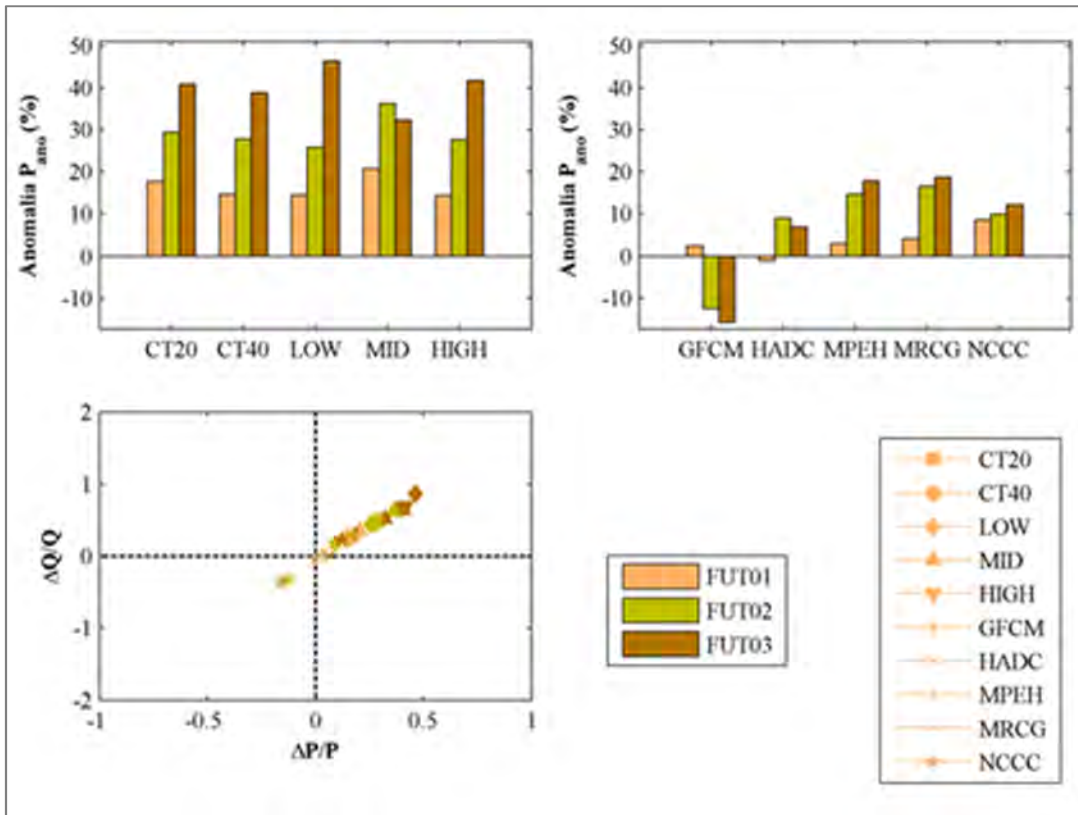 Anomalia P_ano (%)
50
40
30
20
10
0
-10
CT20 CT40 LOW MID HIGH
Anomalia P_ano (%)
50
40
30
20
10
0
-10
GFCM HADC MPEH MRCG NCCC
ΔQ/Q
2
1
0
-1
-2
-1 -0.5 0 0.5 1
ΔP/P
FUT01
FUT02
FUT03
CT20
CT40
LOW
MID
HIGH
GFCM
HADC
MPEH
MRCG
NCCC